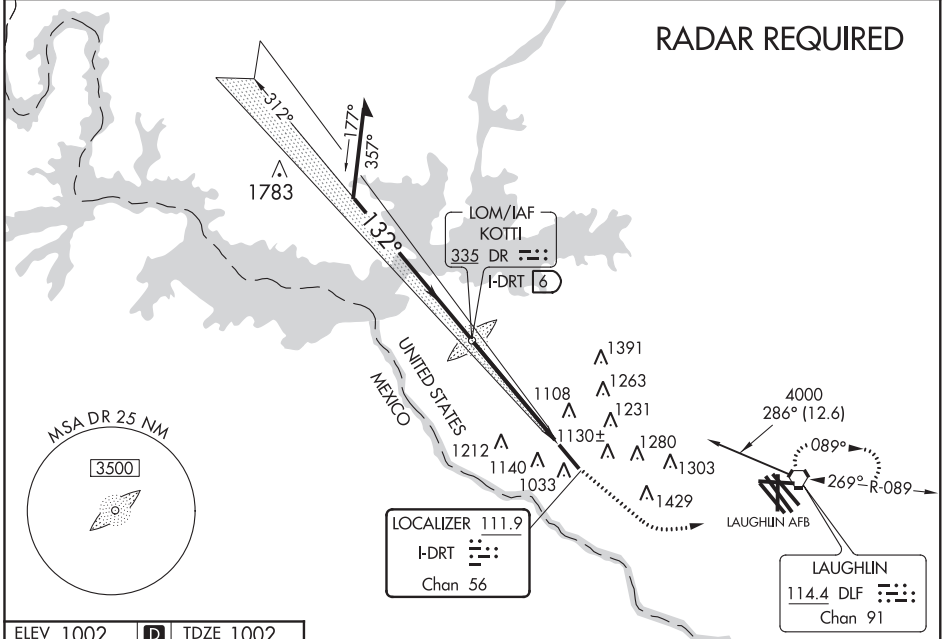 RADAR REQUIRED
312°
177°
357°
1783
132°
LOM/IAF
KOTTI
335 DR
I-DRT 6
UNITED STATES
MEXICO
1391
1263
1108
1231
1130±
1212
1280
1140
1303
1033
1429
4000
286° (12.6)
089°
269°
R-089
LAUGHLIN AFB
MSA DR 25 NM
3500
LOCALIZER 111.9
I-DRT
Chan 56
LAUGHLIN
114.4 DLF
Chan 91
ELEV 1002 D TDZE 1002